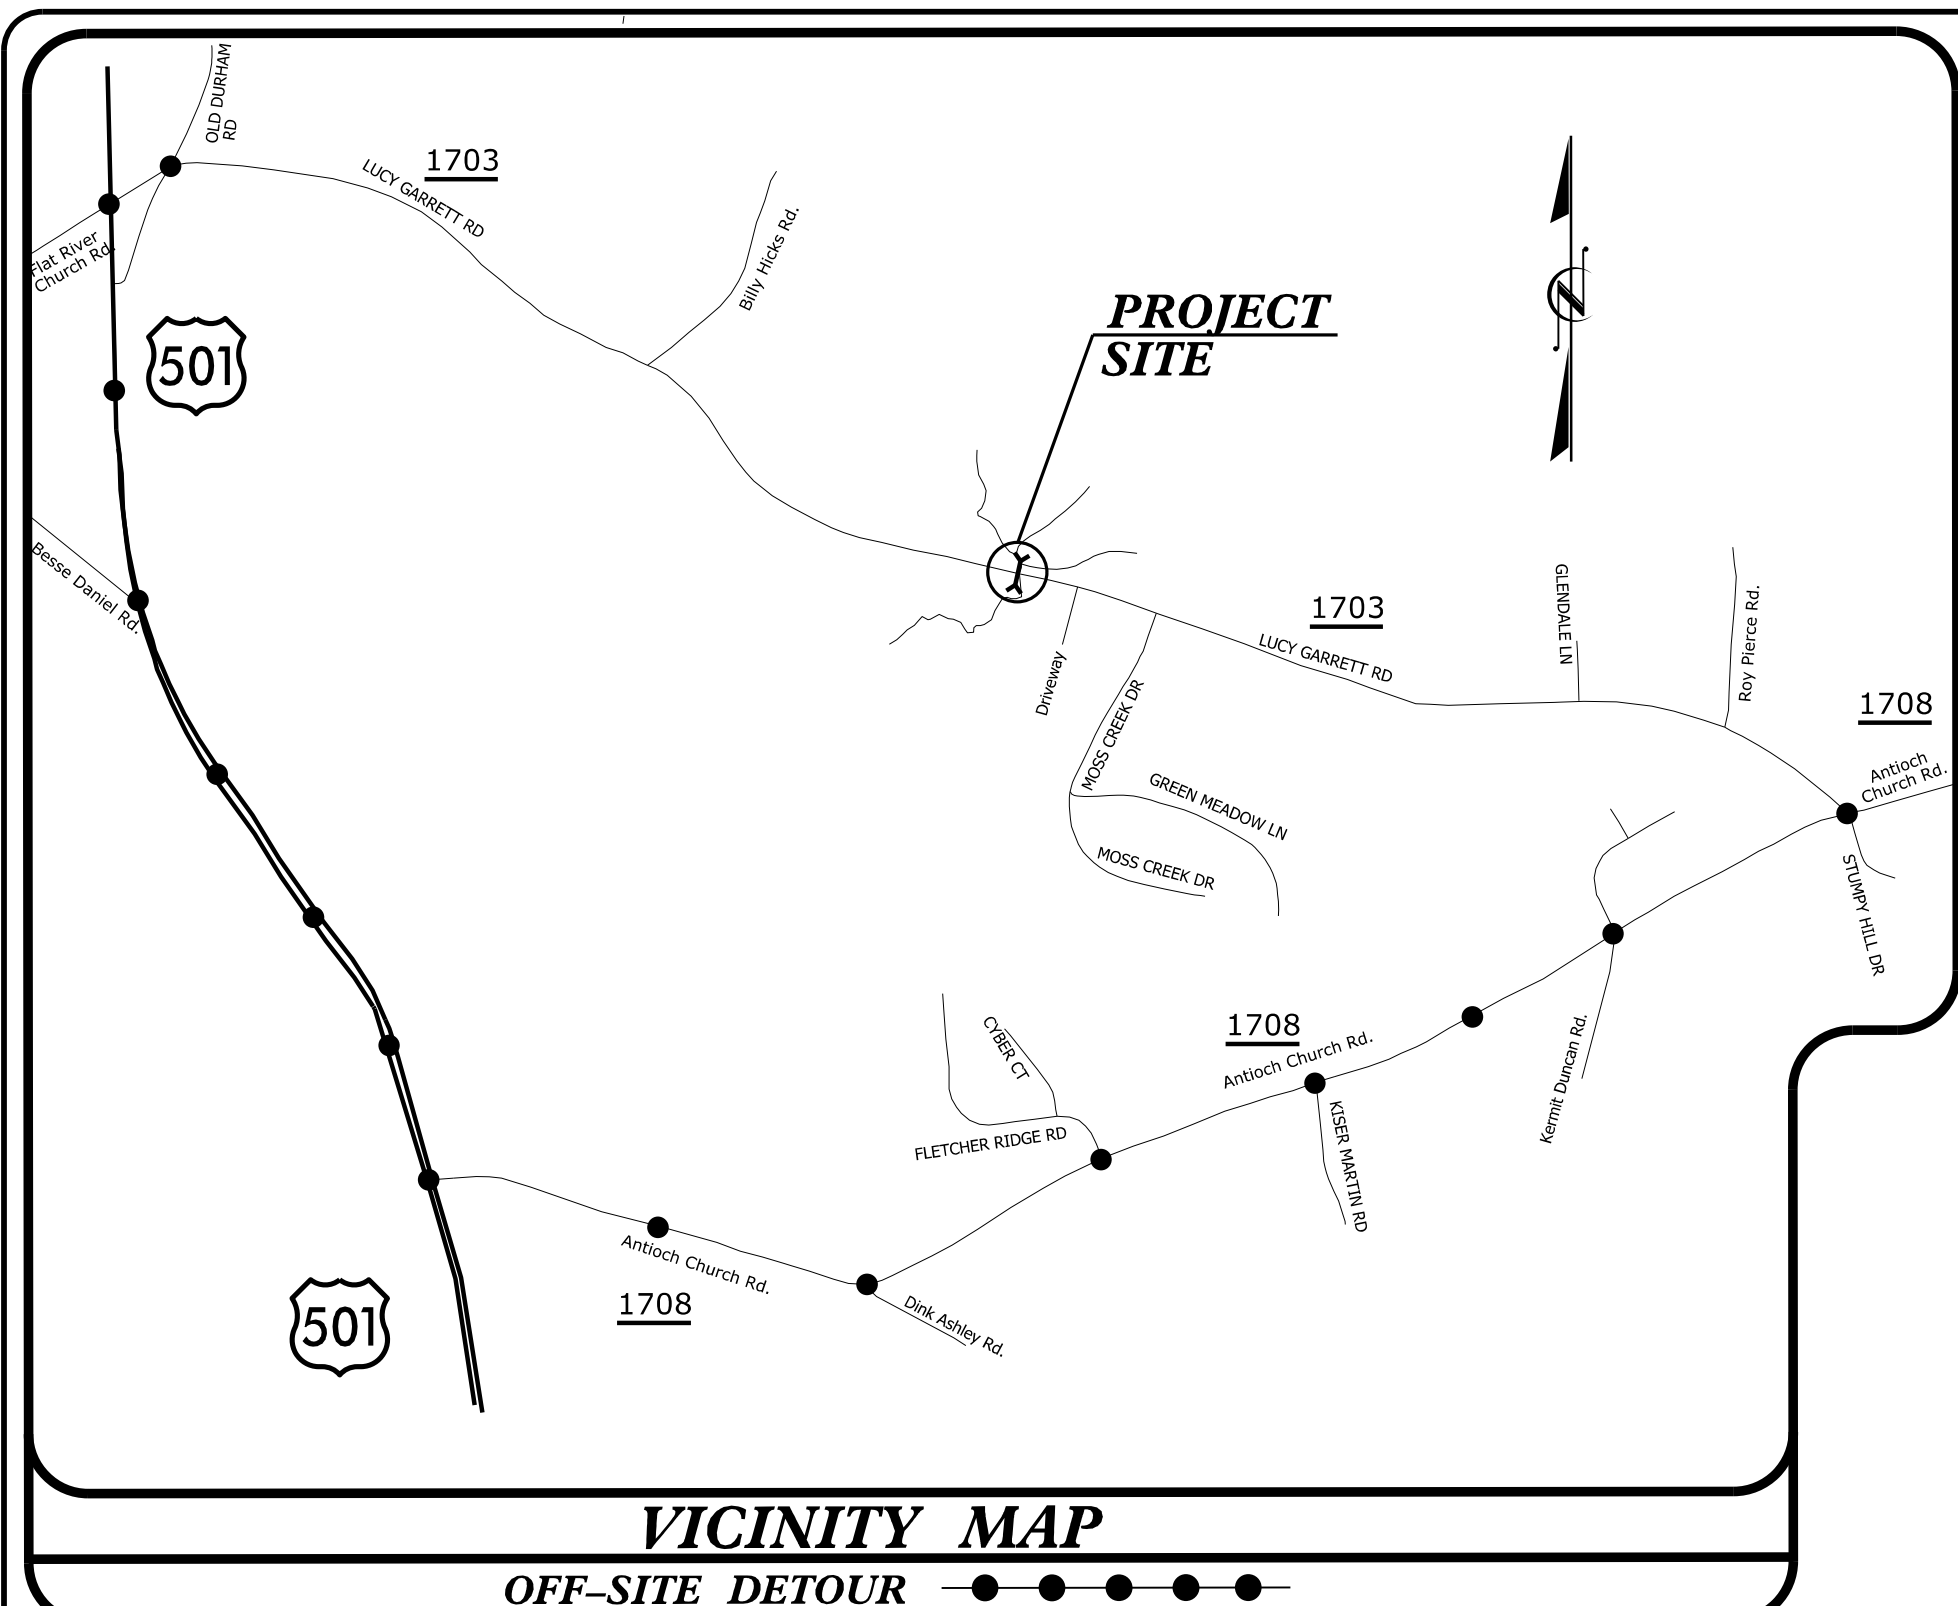 OLD DURHAM
RD
1703
LUCY GARRETT RD
Billy Hicks Rd.
Flat River
Church Rd.
501
PROJECT
SITE
N
Besse Daniel Rd.
1703
LUCY GARRETT RD
GLENDALE LN
Roy Pierce Rd.
1708
Antioch
Church Rd.
Driveway
MOSS CREEK DR
GREEN MEADOW LN
MOSS CREEK DR
STUMPY HILL DR
CYBER CT
1708
Antioch Church Rd.
Kermit Duncan Rd.
FLETCHER RIDGE RD
KISER MARTIN RD
Antioch Church Rd.
501
1708
Dink Ashley Rd.
VICINITY MAP
OFF-SITE DETOUR